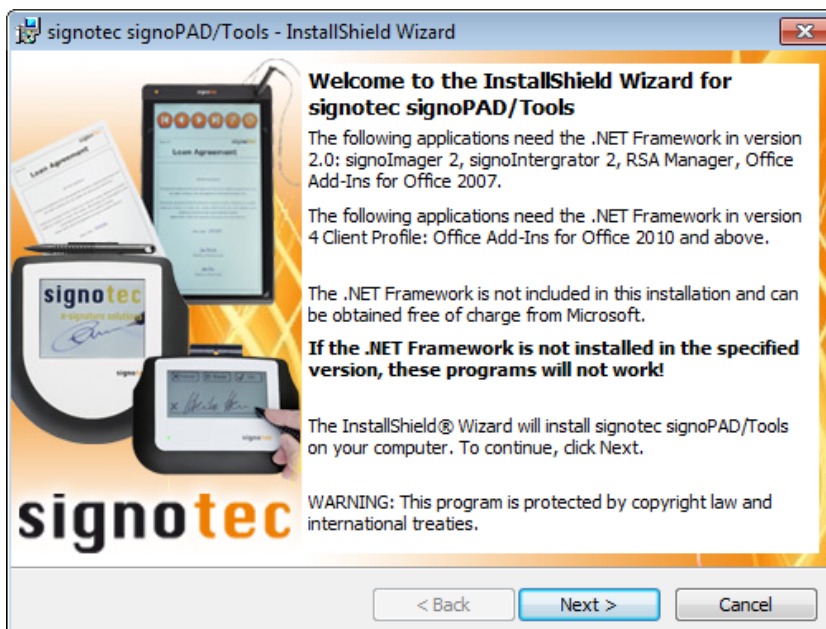 signotec signoPAD/Tools - InstallShield Wizard
Welcome to the InstallShield Wizard for
signotec signoPAD/Tools
The following applications need the .NET Framework in version
2.0: signoImager 2, signoIntergrator 2, RSA Manager, Office
Add-Ins for Office 2007.
The following applications need the .NET Framework in version
4 Client Profile: Office Add-Ins for Office 2010 and above.
The .NET Framework is not included in this installation and can
be obtained free of charge from Microsoft.
If the .NET Framework is not installed in the specified
version, these programs will not work!
The InstallShield® Wizard will install signotec signoPAD/Tools
on your computer. To continue, click Next.
WARNING: This program is protected by copyright law and
international treaties.
signotec
Loan Agreement
Loan Agreement
signotec
e-signature solutions
signotec
signotec
< Back
Next >
Cancel